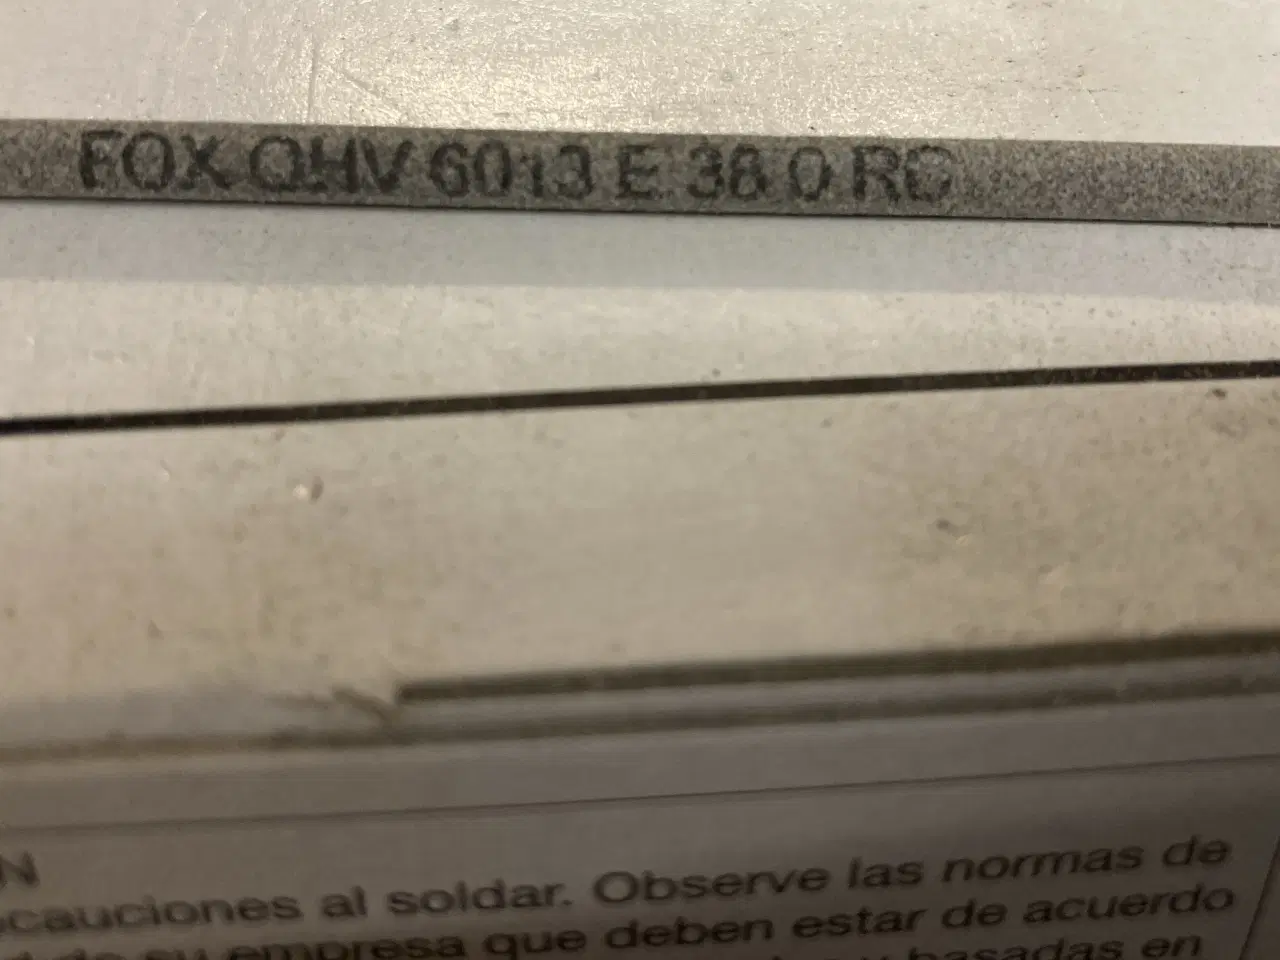 FOX OHV 6013 E 38 0 RC
N
cauciones al soldar. Observe las normas de
de su empresa que deben estar de acuerdo
y basadas en